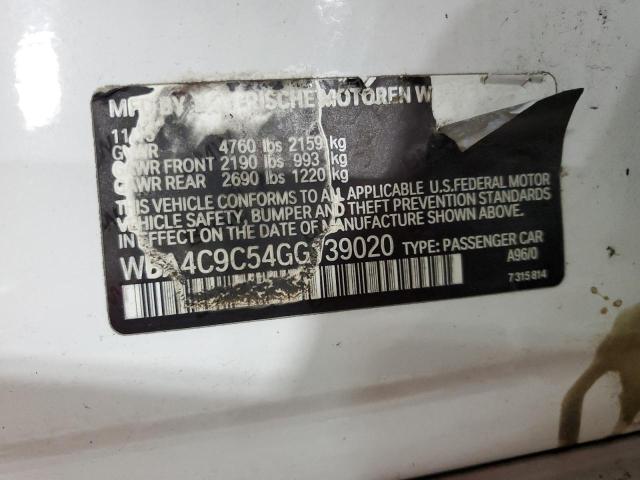 MFD BY ERISCHE MOTOREN W
GVWR 4760 lbs 2159 kg
GAWR FRONT 2190 lbs 993 kg
GAWR REAR 2690 lbs 1220 kg
THIS VEHICLE CONFORMS TO ALL APPLICABLE U.S.FEDERAL MOTOR
VEHICLE SAFETY, BUMPER AND THEFT PREVENTION STANDARDS
IN EFFECT ON THE DATE OF MANUFACTURE SHOWN ABOVE.
WBA4C9C54GG 39020 TYPE: PASSENGER CAR
A96/0
7 315 814